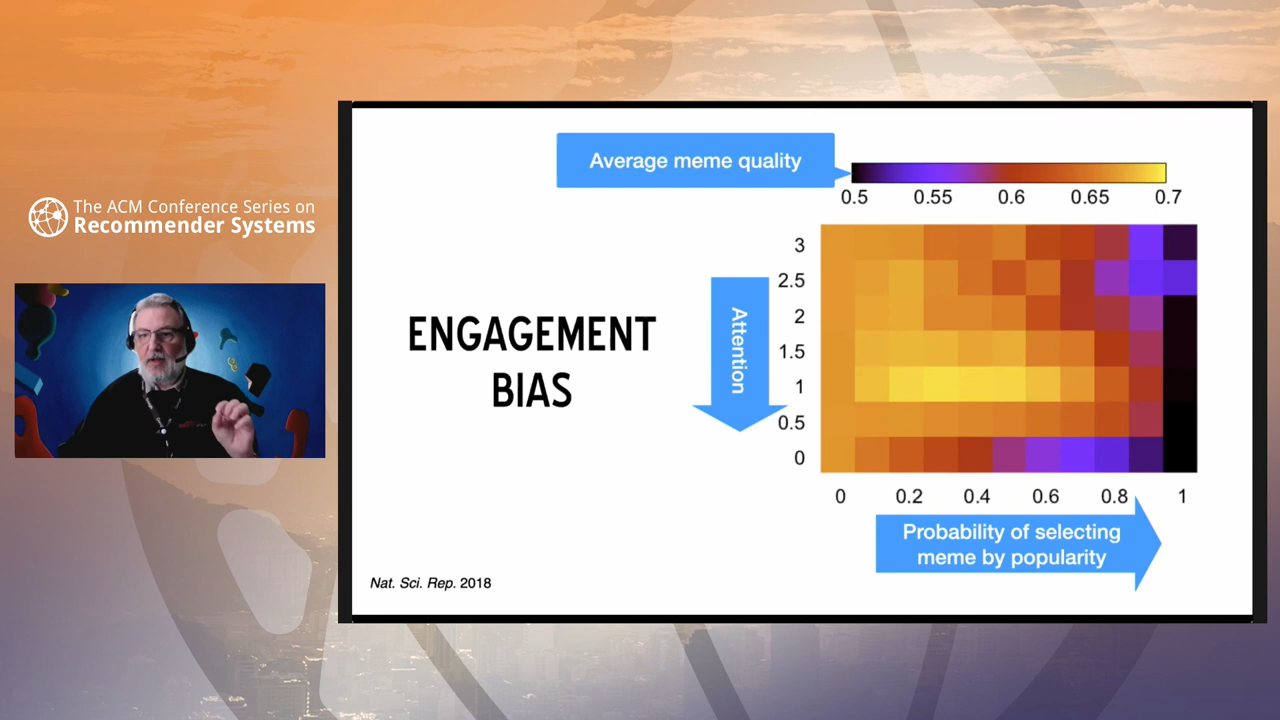 The ACM Conference Series on
Recommender Systems
ENGAGEMENT
BIAS
Nat. Sci. Rep. 2018
Average meme quality
0.5 0.55 0.6 0.65 0.7
Attention
3
2.5
2
1.5
1
0.5
0
0 0.2 0.4 0.6 0.8 1
Probability of selecting
meme by popularity